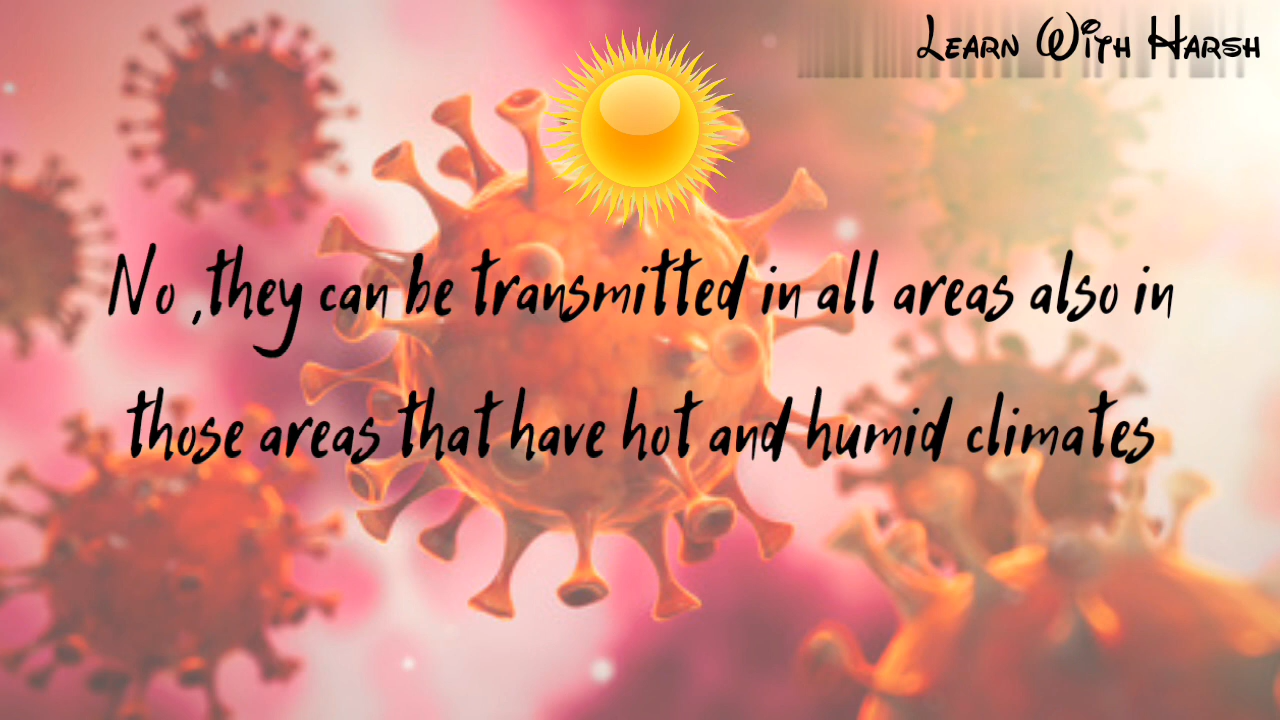 Learn With Harsh
No ,they can be transmitted in all areas also in
those areas that have hot and humid climates